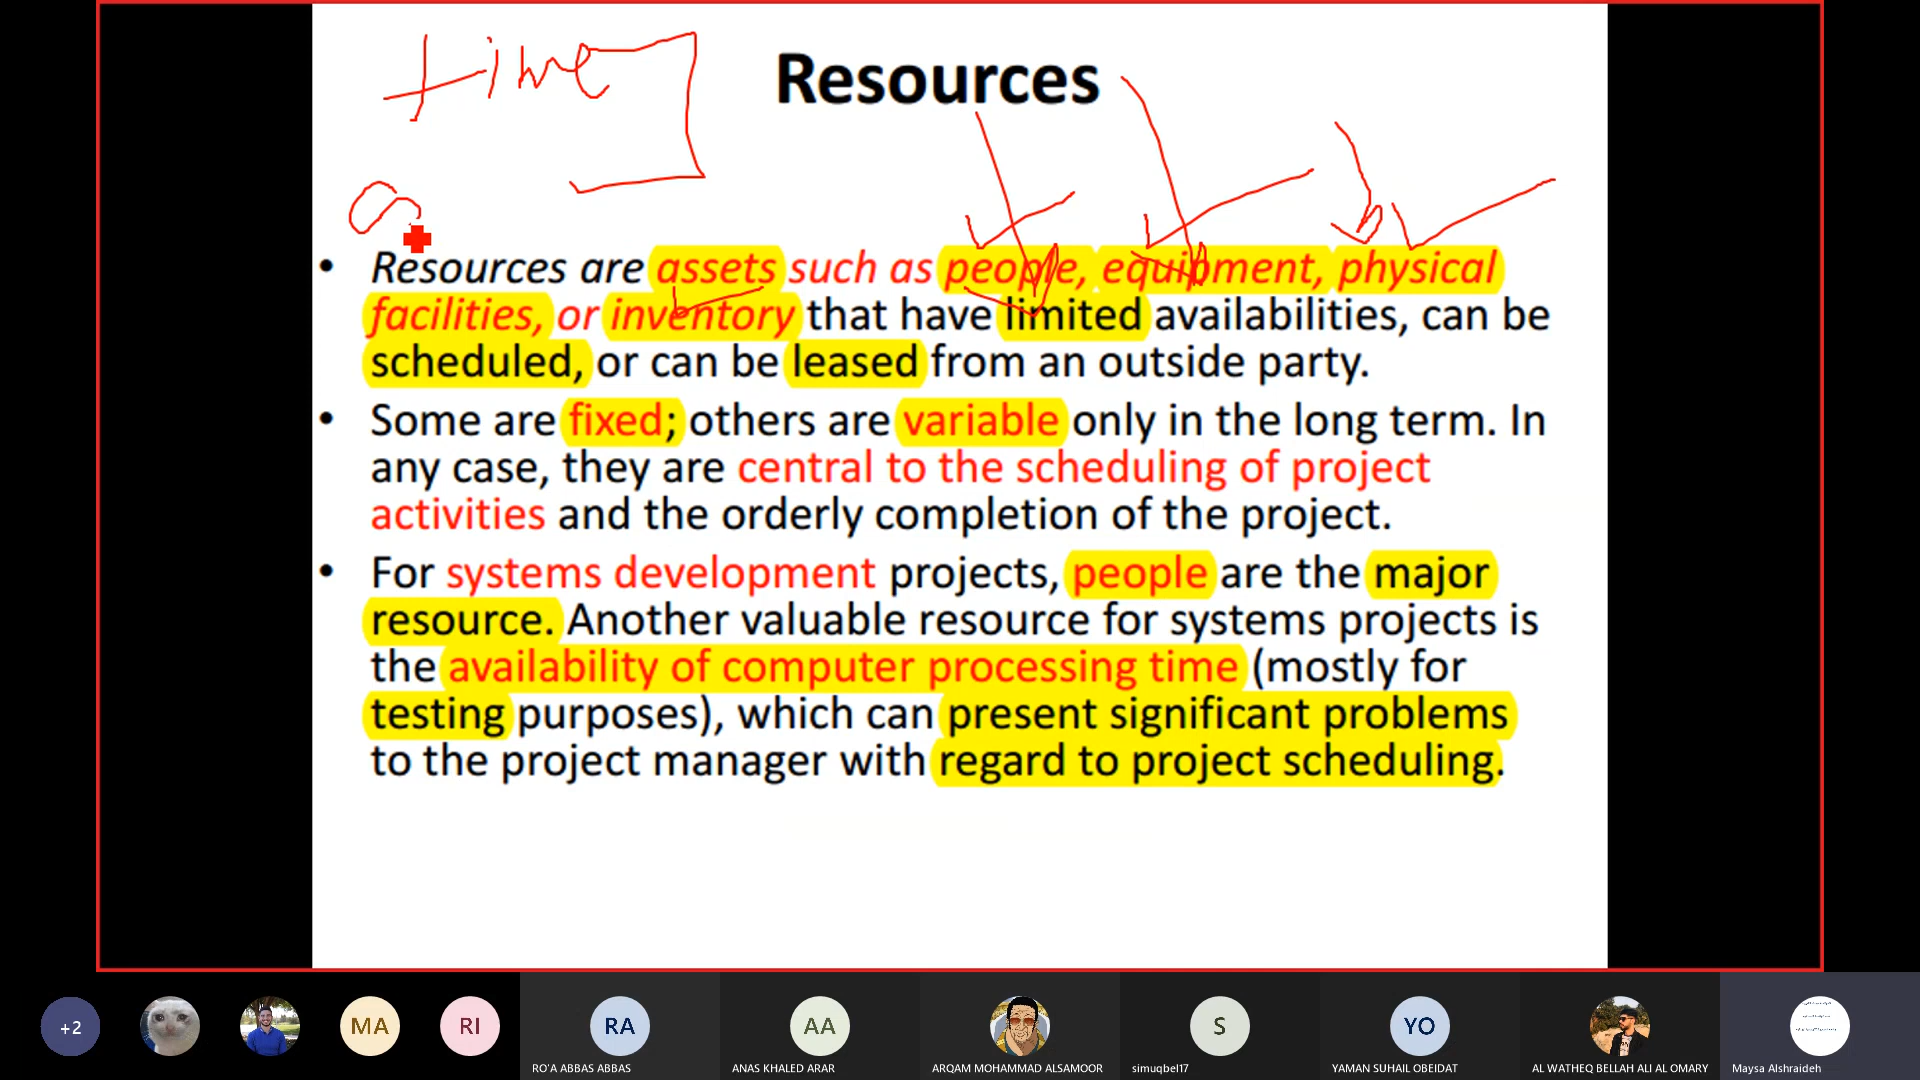 time
Resources
• Resources are assets such as people, equipment, physical
facilities, or inventory that have limited availabilities, can be
scheduled, or can be leased from an outside party.
• Some are fixed; others are variable only in the long term. In
any case, they are central to the scheduling of project
activities and the orderly completion of the project.
• For systems development projects, people are the major
resource. Another valuable resource for systems projects is
the availability of computer processing time (mostly for
testing purposes), which can present significant problems
to the project manager with regard to project scheduling.
+2
MA
RI
RA
AA
S
YO
RO'A ABBAS ABBAS
ANAS KHALED ARAR
ARQAM MOHAMMAD ALSAMOOR
simuqbel17
YAMAN SUHAIL OBEIDAT
AL WATHEQ BELLAH ALI AL OMARY
Maysa Alshraideh